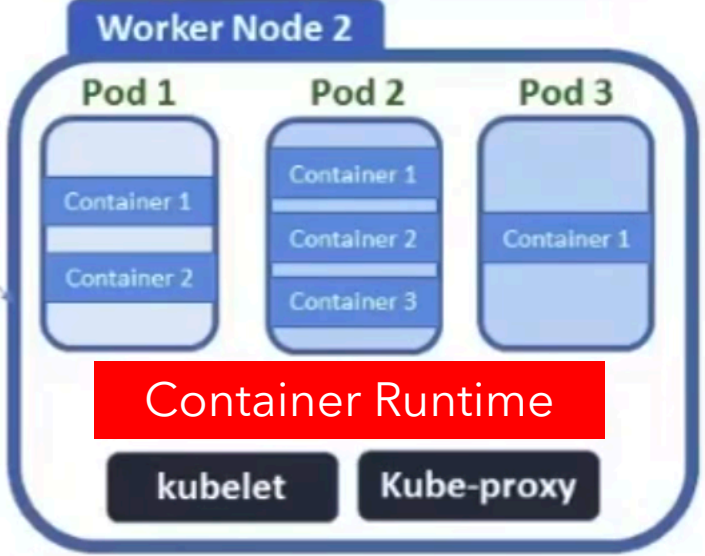 Worker Node 2
Pod 1
Pod 2
Pod 3
Container 1
Container 2
Container 1
Container 2
Container 3
Container 1
Container Runtime
kubelet
Kube-proxy